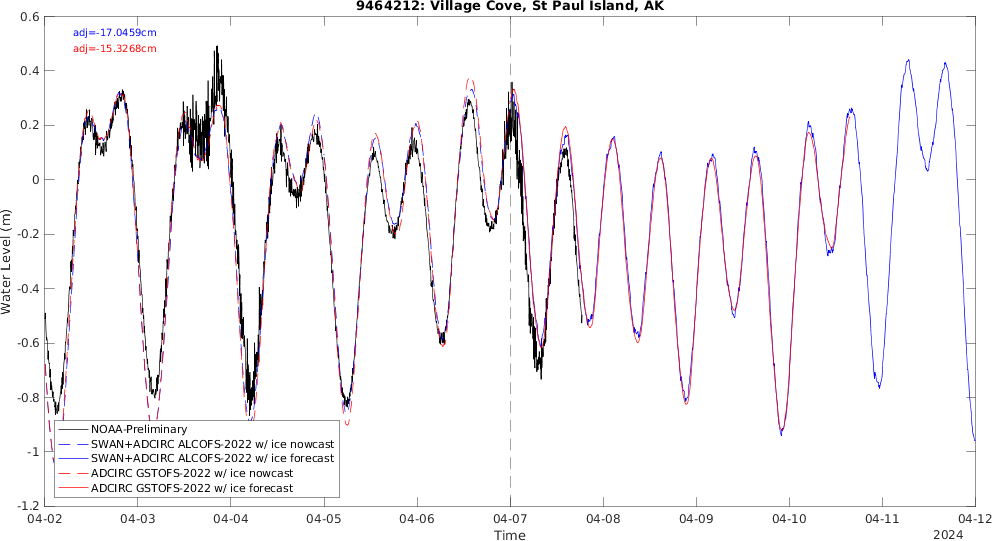 9464212: Village Cove, St Paul Island, AK
adj=-17.0459cm
adj=-15.3268cm
0.6
0.4
0.2
0
-0.2
-0.4
-0.6
-0.8
-1
-1.2
Water Level (m)
NOAA-Preliminary
SWAN+ADCIRC ALCOFS-2022 w/ ice nowcast
SWAN+ADCIRC ALCOFS-2022 w/ ice forecast
ADCIRC GSTOFS-2022 w/ ice nowcast
ADCIRC GSTOFS-2022 w/ ice forecast
04-02 04-03 04-04 04-05 04-06 04-07 04-08 04-09 04-10 04-11 04-12
Time
2024